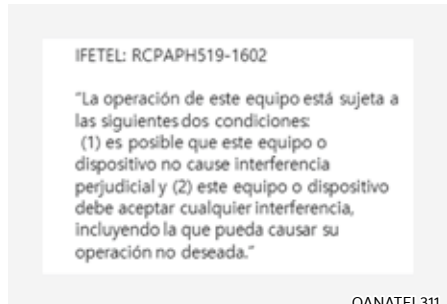 IFETEL: RCPAPH519-1602
"La operación de este equipo está sujeta a
las siguientes dos condiciones:
(1) es posible que este equipo o
dispositivo no cause interferencia
perjudicial y (2) este equipo o dispositivo
debe aceptar cualquier interferencia,
incluyendo la que pueda causar su
operación no deseada."
OANATEL311